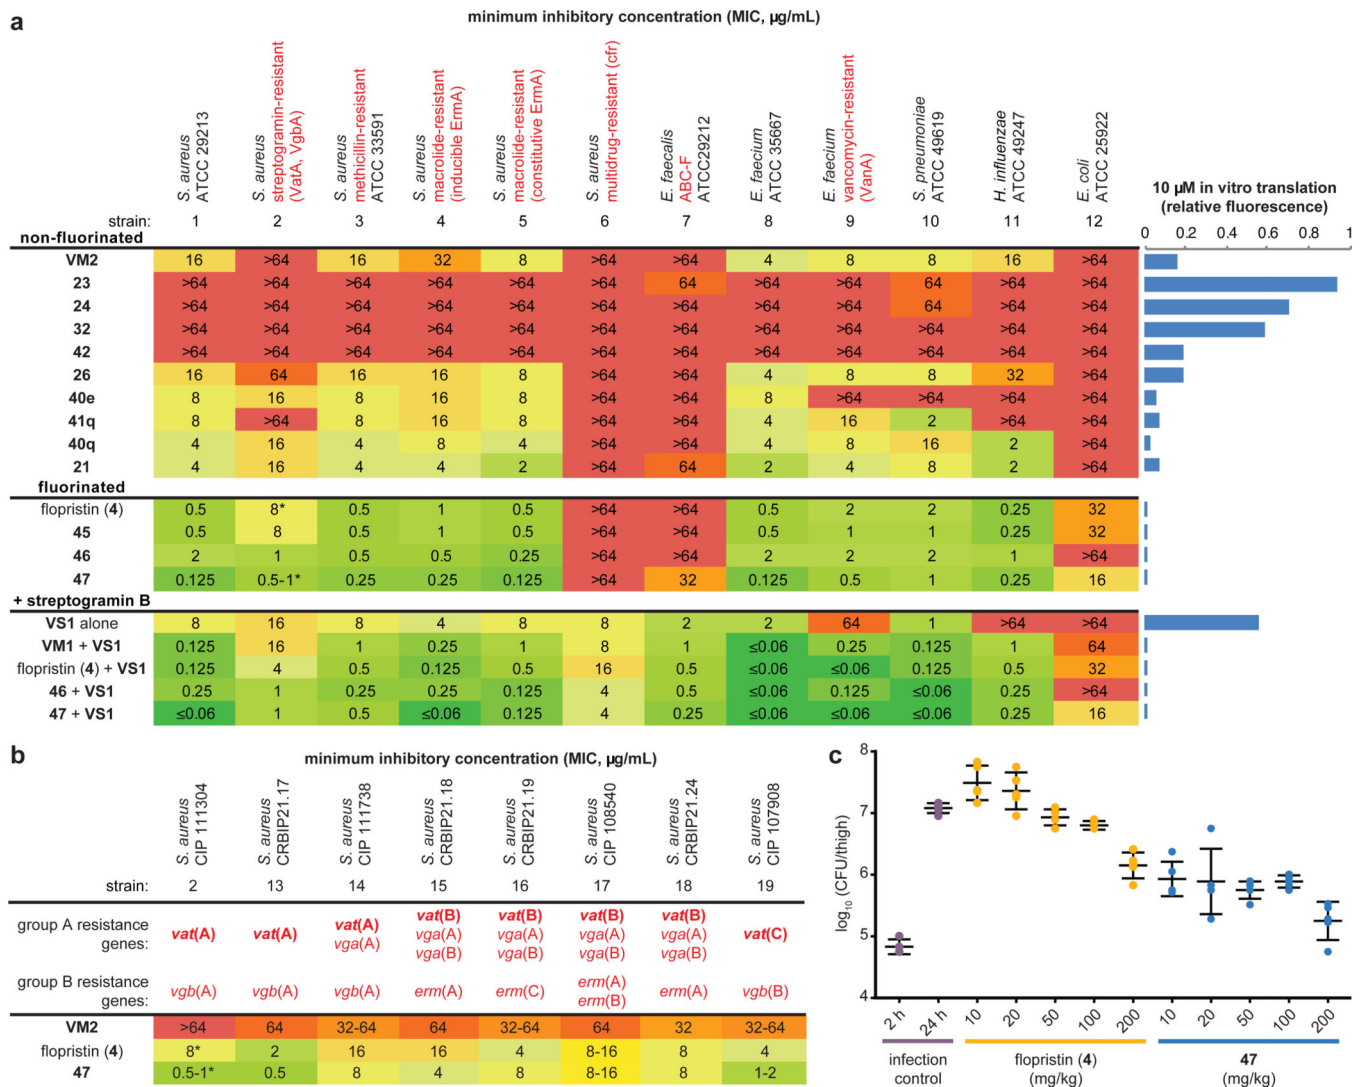 a
minimum inhibitory concentration (MIC, µg/mL)
S. aureus
ATCC 29213
S. aureus
streptogramin-resistant
(VatA, VgbA)
S. aureus
methicillin-resistant
ATCC 33591
S. aureus
macrolide-resistant
(inducible ErmA)
S. aureus
macrolide-resistant
(constitutive ErmA)
S. aureus
multidrug-resistant (cfr)
E. faecalis
ABC-F
ATCC29212
E. faecium
ATCC 35667
E. faecium
vancomycin-resistant
(VanA)
S. pneumoniae
ATCC 49619
H. influenzae
ATCC 49247
E. coli
ATCC 25922
10 µM in vitro translation
(relative fluorescence)
strain: 1 2 3 4 5 6 7 8 9 10 11 12
0 0.2 0.4 0.6 0.8 1
non-fluorinated
VM2 16 >64 16 32 8 >64 >64 4 8 8 16 >64
23 >64 >64 >64 >64 >64 >64 64 >64 >64 64 >64 >64
24 >64 >64 >64 >64 >64 >64 >64 >64 >64 64 >64 >64
32 >64 >64 >64 >64 >64 >64 >64 >64 >64 >64 >64 >64
42 >64 >64 >64 >64 >64 >64 >64 >64 >64 >64 >64 >64
26 16 64 16 16 8 >64 >64 4 8 8 32 >64
40e 8 16 8 16 8 >64 >64 8 >64 >64 >64 >64
41q 8 >64 8 16 8 >64 >64 4 16 2 >64 >64
40q 4 16 4 8 4 >64 >64 4 8 16 2 >64
21 4 16 4 4 2 >64 64 2 4 8 2 >64
fluorinated
flopristin (4) 0.5 8* 0.5 1 0.5 >64 >64 0.5 2 2 0.25 32
45 0.5 8 0.5 1 0.5 >64 >64 0.5 1 1 0.25 32
46 2 1 0.5 0.5 0.25 >64 >64 2 2 2 1 >64
47 0.125 0.5-1* 0.25 0.25 0.125 >64 32 0.125 0.5 1 0.25 16
+ streptogramin B
VS1 alone 8 16 8 4 8 8 2 2 64 1 >64 >64
VM1 + VS1 0.125 16 1 0.25 1 8 1 ≤0.06 0.25 0.125 1 64
flopristin (4) + VS1 0.125 4 0.5 0.125 0.5 16 0.5 ≤0.06 ≤0.06 0.125 0.5 32
46 + VS1 0.25 1 0.25 0.25 0.125 4 0.5 ≤0.06 0.125 ≤0.06 0.25 >64
47 + VS1 ≤0.06 1 0.5 ≤0.06 0.125 4 0.25 ≤0.06 ≤0.06 ≤0.06 0.25 16
b
minimum inhibitory concentration (MIC, µg/mL)
S. aureus
CIP 111304
S. aureus
CRBIP21.17
S. aureus
CIP 111738
S. aureus
CRBIP21.18
S. aureus
CRBIP21.19
S. aureus
CIP 108540
S. aureus
CRBIP21.24
S. aureus
CIP 107908
strain: 2 13 14 15 16 17 18 19
group A resistance
genes:
vat(A)
vat(A)
vat(A)
vga(A)
vat(B)
vga(A)
vga(B)
vat(B)
vga(A)
vga(B)
vat(B)
vga(A)
vga(B)
vat(B)
vga(A)
vga(B)
vat(C)
group B resistance
genes:
vgb(A)
vgb(A)
vgb(A)
erm(A)
erm(C)
erm(A)
erm(B)
erm(A)
vgb(B)
VM2 >64 64 32-64 64 32-64 64 32 32-64
flopristin (4) 8* 2 16 16 4 8-16 8 4
47 0.5-1* 0.5 8 4 8 8-16 8 1-2
c
log10 (CFU/thigh)
8
7
6
5
4
2 h 24 h 10 20 50 100 200 10 20 50 100 200
infection
control
flopristin (4)
(mg/kg)
47
(mg/kg)